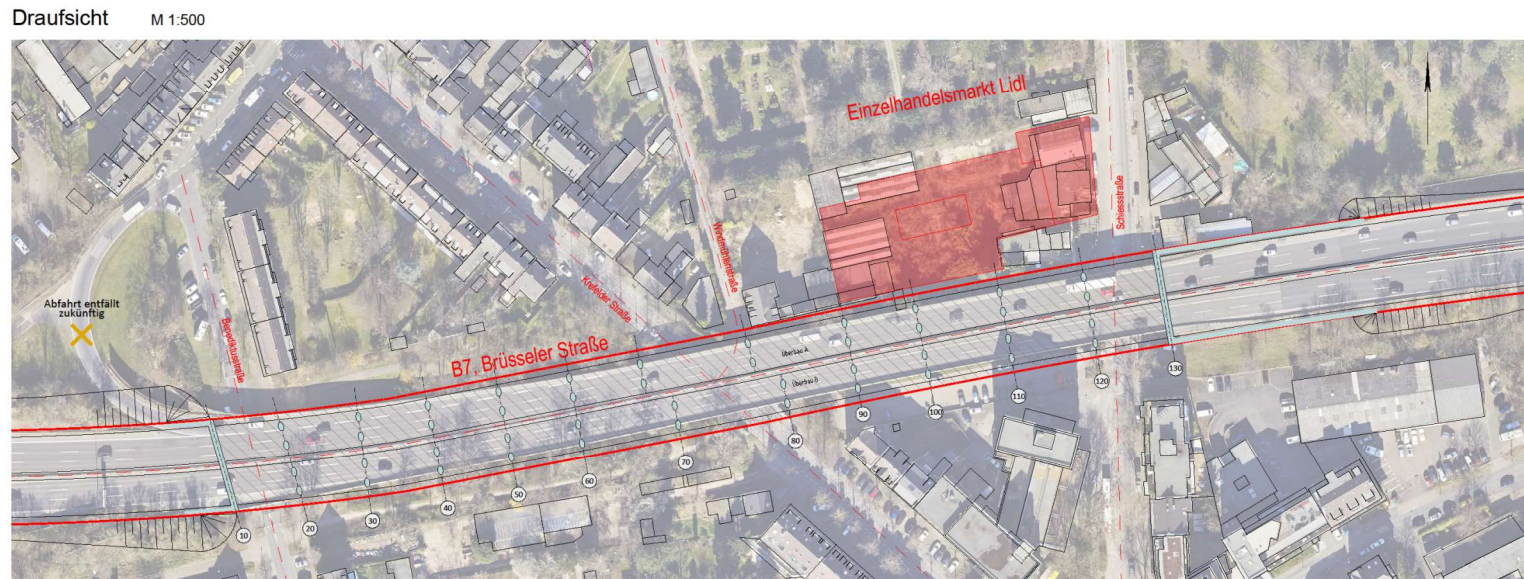 Draufsicht M 1:500
Einzelhandelsmarkt Lidl
Schiessstraße
Windmühlenstraße
Krefelder Straße
Abfahrt entfällt
zukünftig
Benediktusstraße
B7, Brüsseler Straße
Überbau A
Überbau B
10
20
30
40
50
60
70
80
90
100
110
120
130